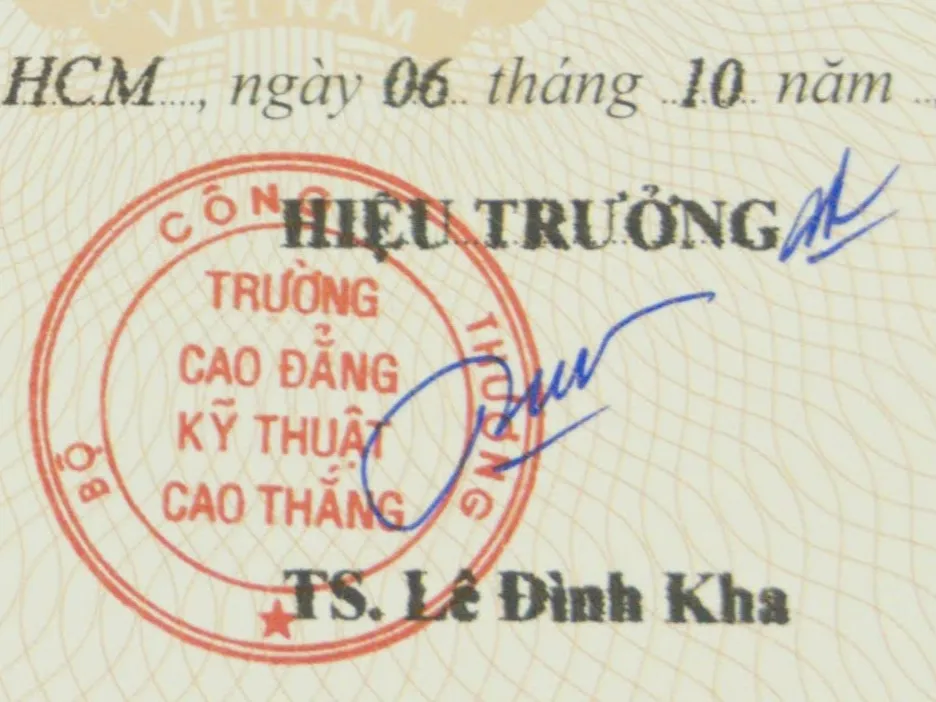 VIỆT NAM
HCM....., ngày 06 tháng 10 năm
HIỆU TRƯỞNG
BỘ CÔNG THƯƠNG
TRƯỜNG
CAO ĐẲNG
KỸ THUẬT
CAO THẮNG
TS. Lê Đình Kha